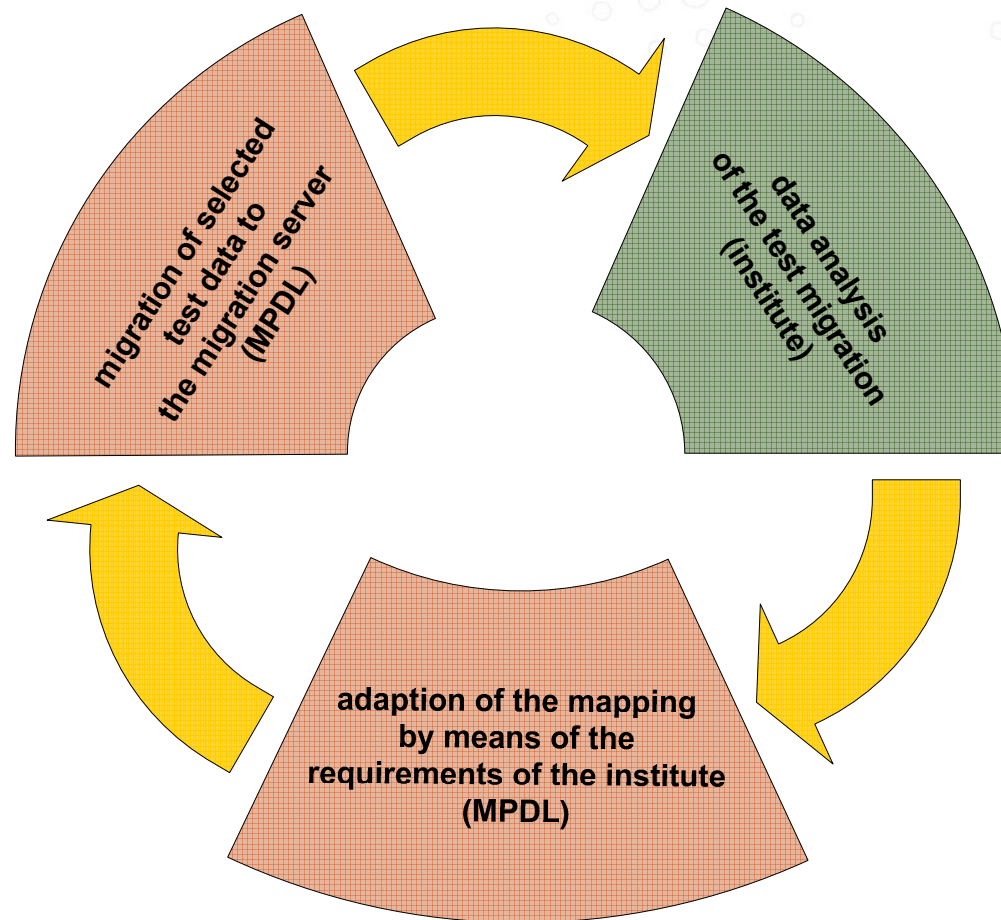 migration of selected
test data to
the migration server
(MPDL)
data analysis
of the test migration
(institute)
adaption of the mapping
by means of the
requirements of the institute
(MPDL)